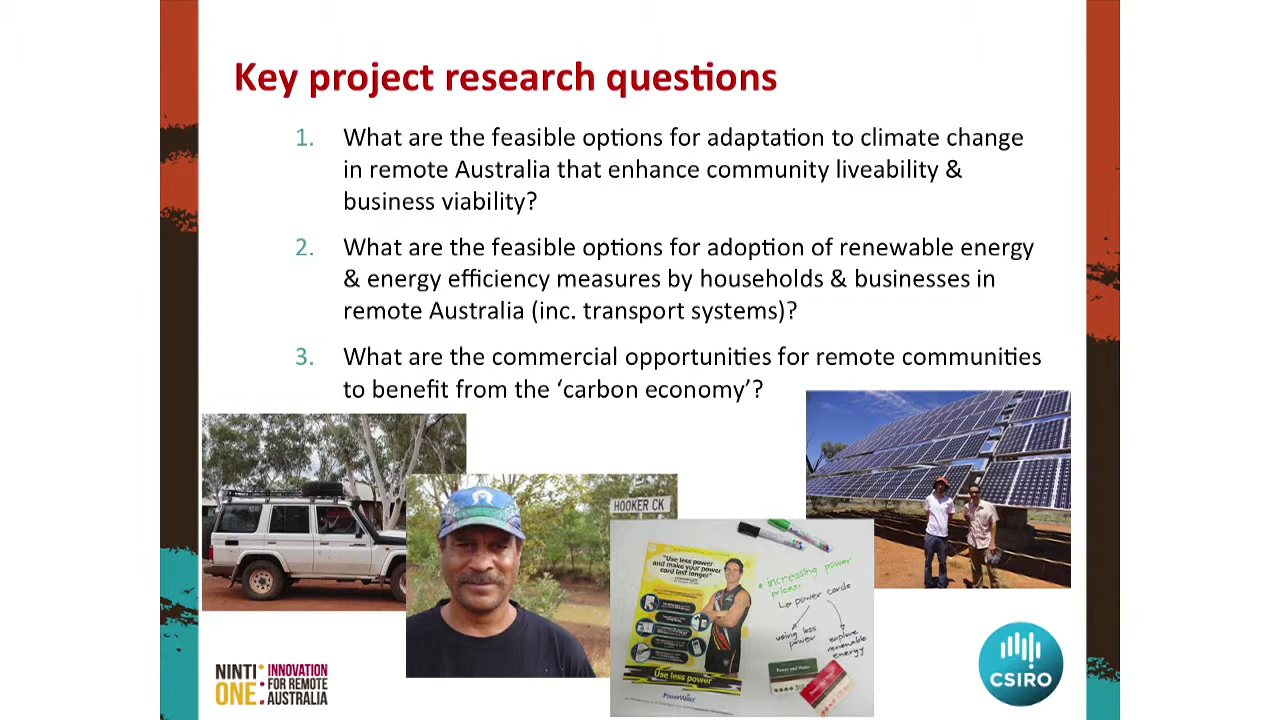 Key project research questions
1. What are the feasible options for adaptation to climate change
in remote Australia that enhance community liveability &
business viability?
2. What are the feasible options for adoption of renewable energy
& energy efficiency measures by households & businesses in
remote Australia (inc. transport systems)?
3. What are the commercial opportunities for remote communities
to benefit from the ‘carbon economy’?
HOOKER CK
"Use less power
and make your power
card last longer"
Use less power
PowerWater
increasing power
prices:
↳ power cards
using less
power
explore
renewable
energy
Power and Water
NINTI
ONE:
INNOVATION
FOR REMOTE
AUSTRALIA
CSIRO